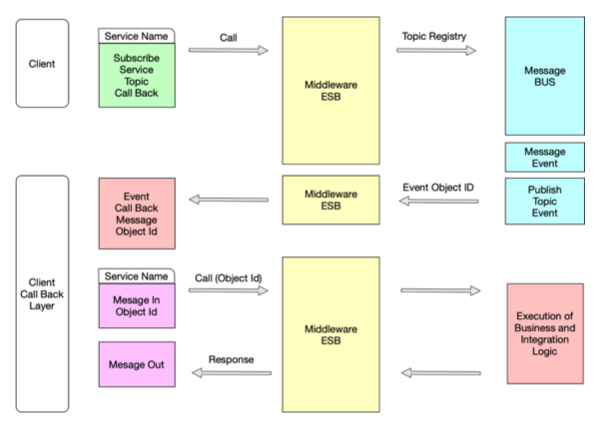 Client
Service Name
Subscribe
Service
Topic
Call Back
Call
Middleware
ESB
Topic Registry
Message
BUS
Message
Event
Client
Call Back
Layer
Event
Call Back
Message
Object Id
Middleware
ESB
Event Object ID
Publish
Topic
Event
Service Name
Mesage In
Object Id
Call (Object Id)
Middleware
ESB
Execution of
Business and
Integration
Logic
Mesage Out
Response